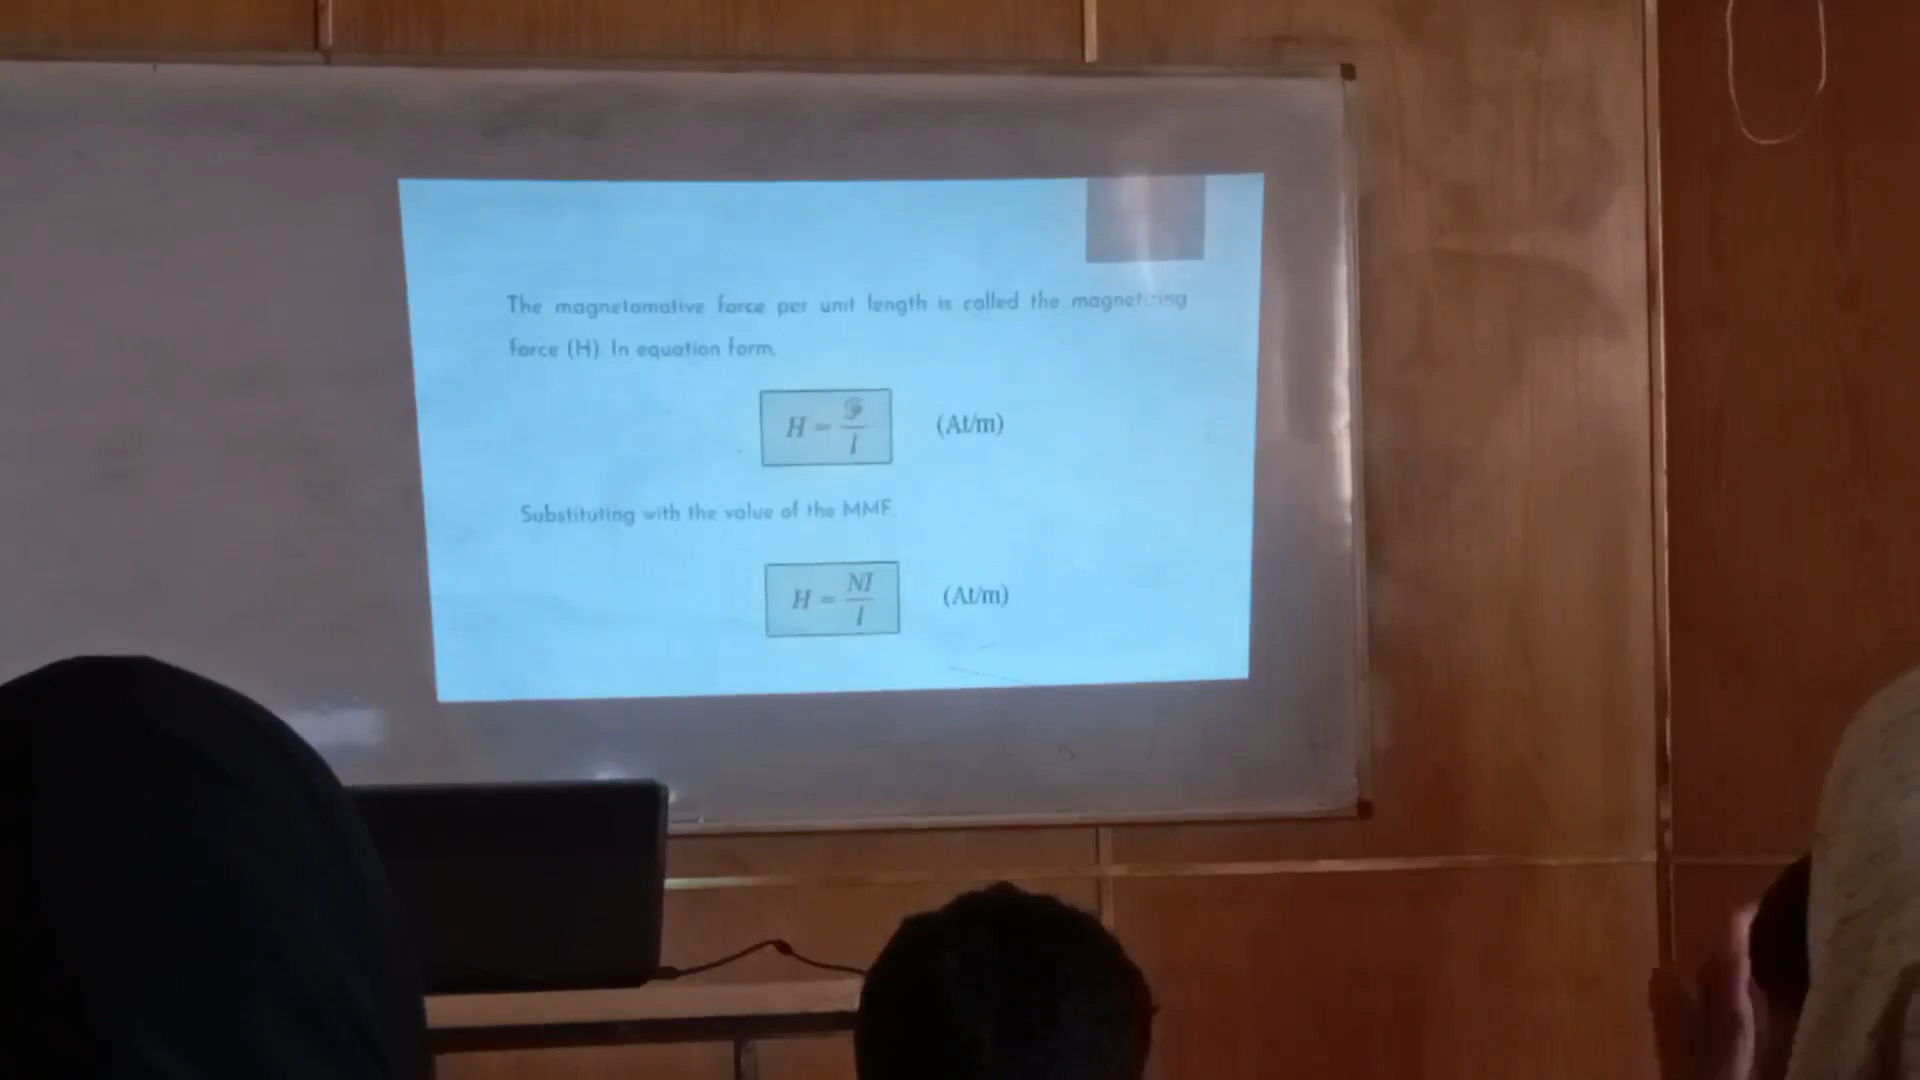 The magnetomotive force per unit length is called the magnetizing
force (H). In equation form,
H = ℱ / l (At/m)
Substituting with the value of the MMF,
H = NI / l (At/m)